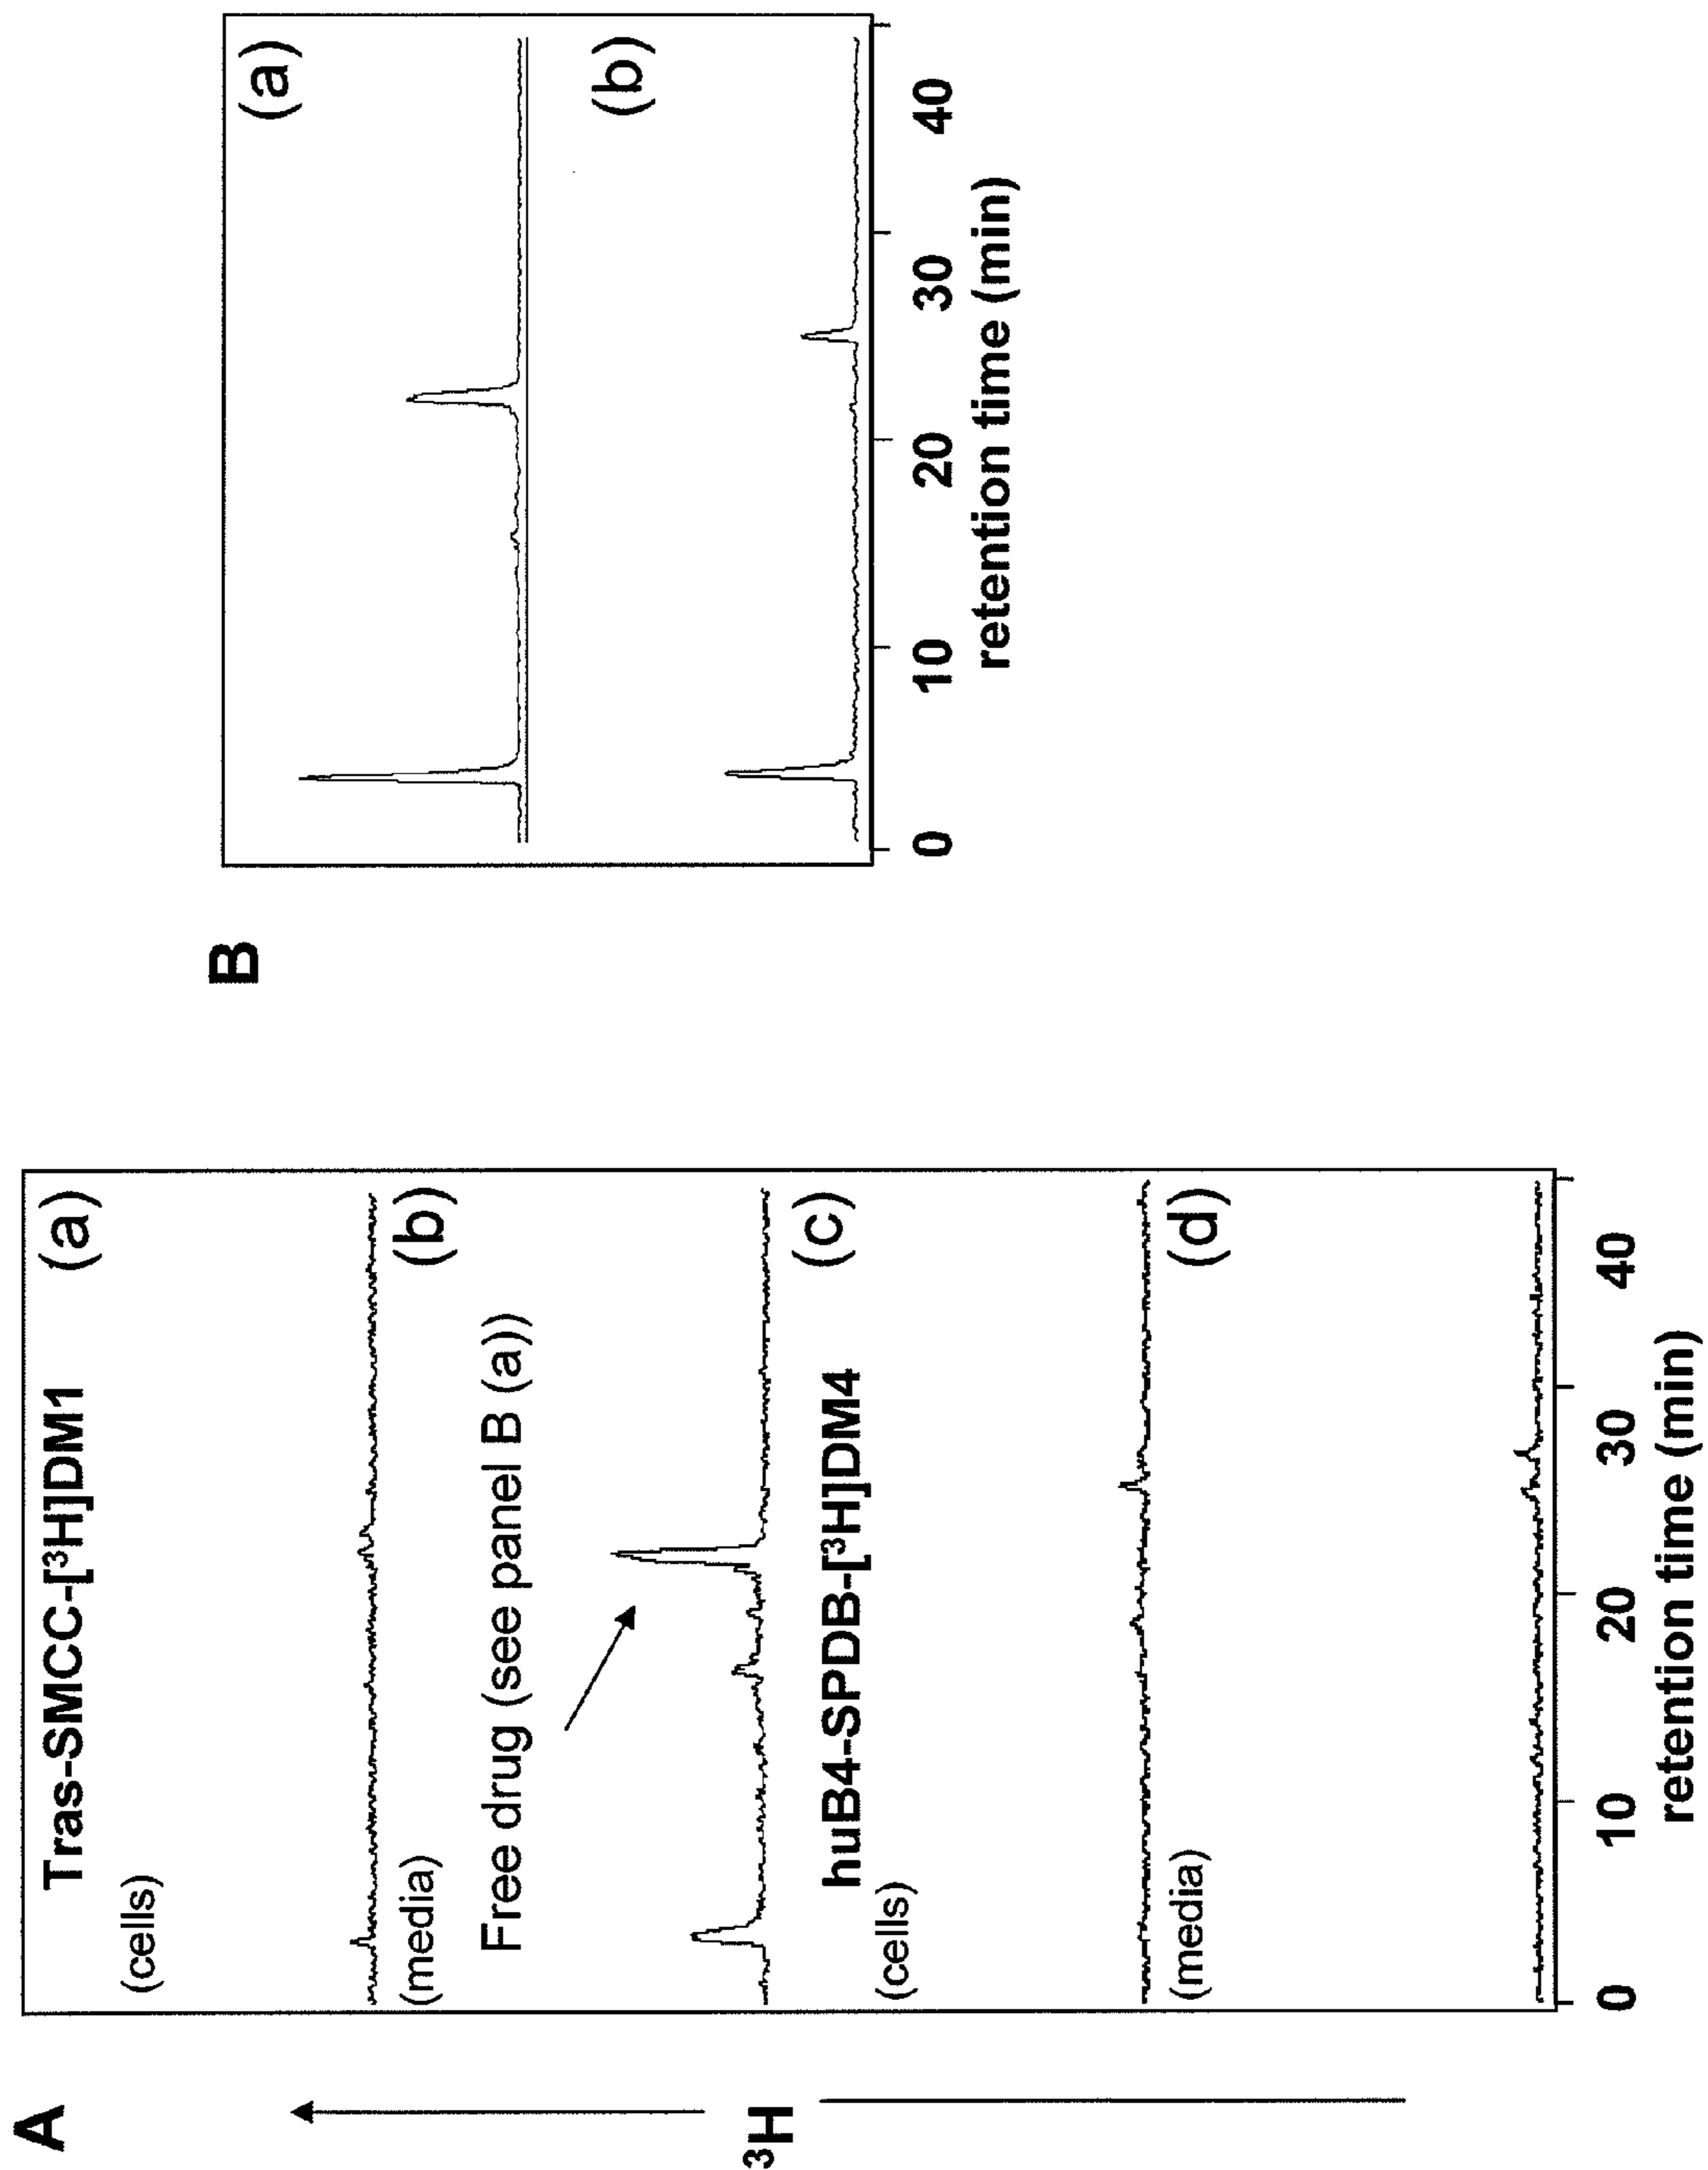 A
Tras-SMCC-[³H]DM1
(a)
(cells)
(media)
(b)
Free drug (see panel B (a))
huB4-SPDB-[³H]DM4
(c)
(cells)
(media)
(d)
³H
0 10 20 30 40
retention time (min)
B
(a)
(b)
0 10 20 30 40
retention time (min)